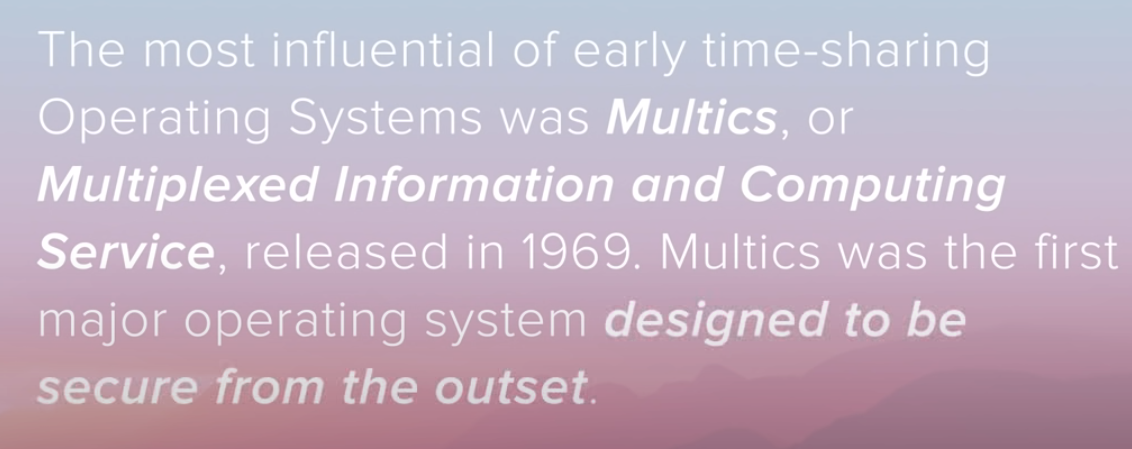 The most influential of early time-sharing
Operating Systems was Multics, or
Multiplexed Information and Computing
Service, released in 1969. Multics was the first
major operating system designed to be
secure from the outset.